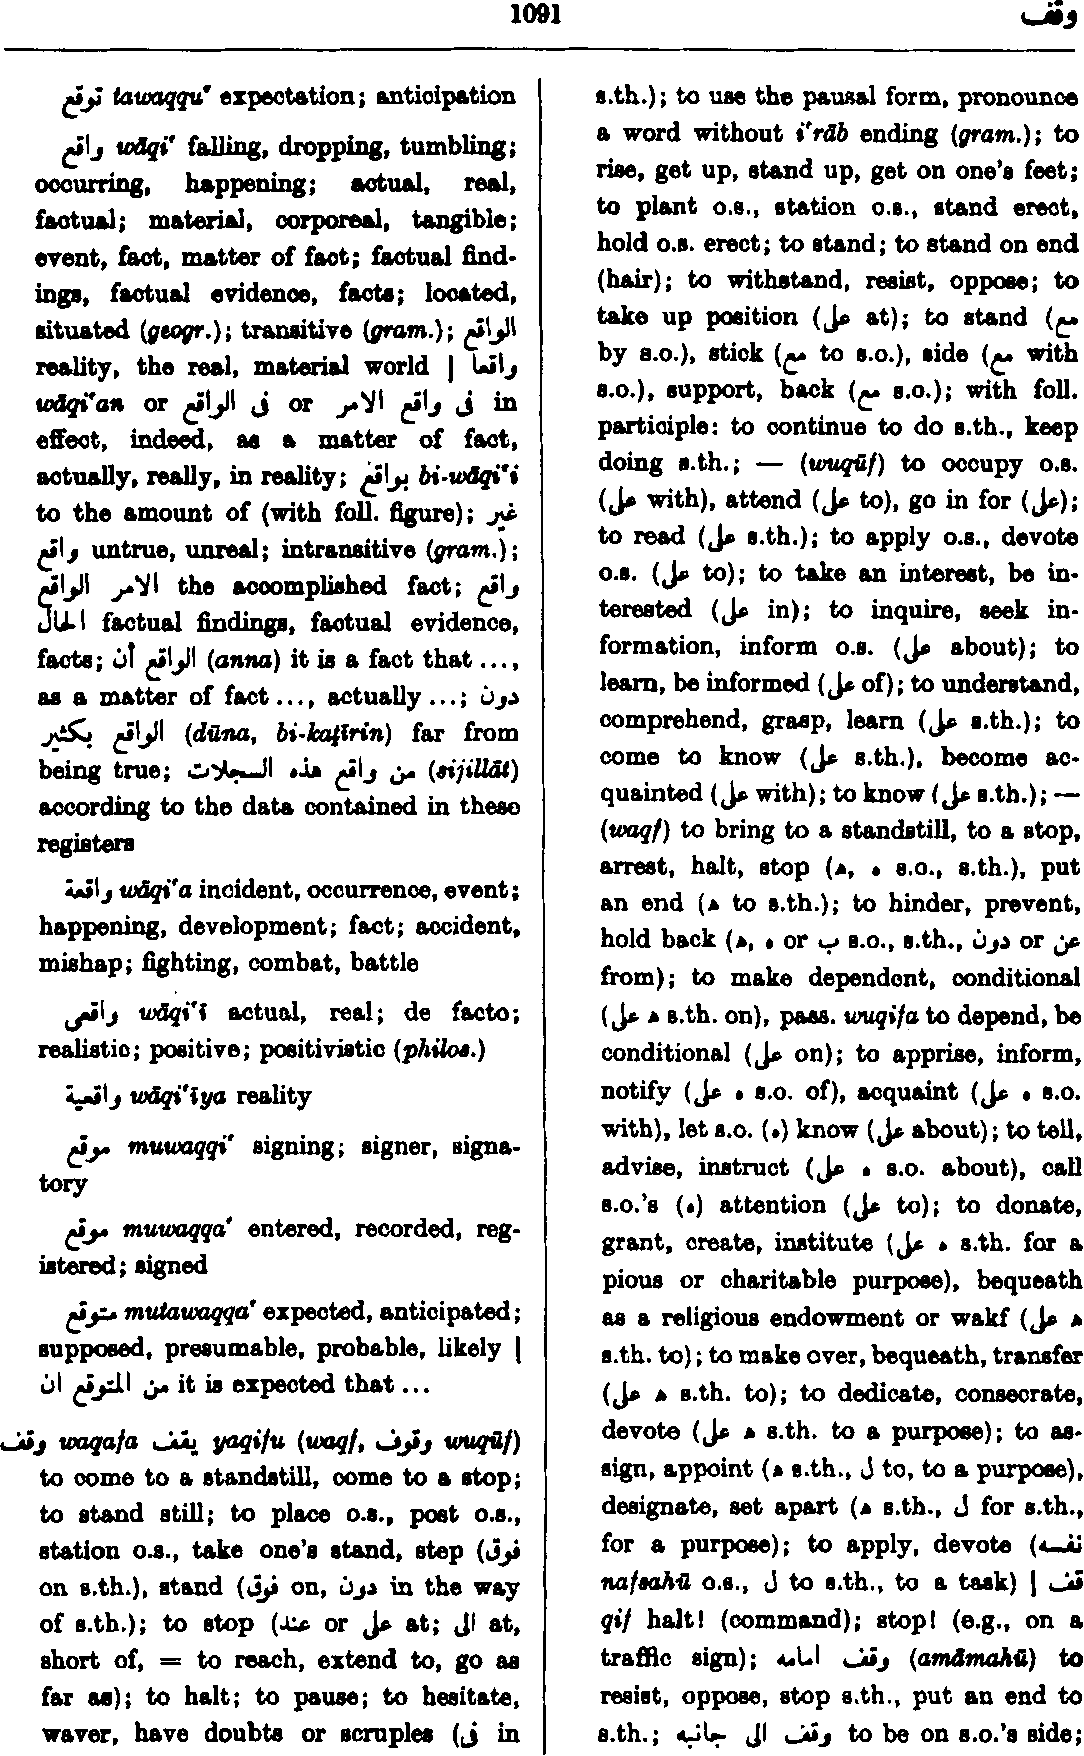 1091
وقف
توقع tawaqquʿ expectation; anticipation
واقع wāqiʿ falling, dropping, tumbling;
occurring, happening; actual, real,
factual; material, corporeal, tangible;
event, fact, matter of fact; factual find-
ings, factual evidence, facts; located,
situated (geogr.); transitive (gram.); الواقع
reality, the real, material world | واقعا
wāqiʿan or فى الواقع or فى واقع الامر in
effect, indeed, as a matter of fact,
actually, really, in reality; بواقع bi-wāqiʿi
to the amount of (with foll. figure); غير
واقع untrue, unreal; intransitive (gram.);
الامر الواقع the accomplished fact; واقع
الحال factual findings, factual evidence,
facts; الواقع أن (anna) it is a fact that ...,
as a matter of fact ..., actually ...; دون
الواقع بكثير (dūna, bi-kaṯīrin) far from
being true; من واقع هذه السجلات (sijillāt)
according to the data contained in these
registers
واقعة wāqiʿa incident, occurrence, event;
happening, development; fact; accident,
mishap; fighting, combat, battle
واقعى wāqiʿī actual, real; de facto;
realistic; positive; positivistic (philos.)
واقعية wāqiʿīya reality
موقع muwaqqiʿ signing; signer, signa-
tory
موقع muwaqqaʿ entered, recorded, reg-
istered; signed
متوقع mutawaqqaʿ expected, anticipated;
supposed, presumable, probable, likely |
من المتوقع ان it is expected that ...
وقف waqafa يقف yaqifu (waqf, وقوف wuqūf)
to come to a standstill, come to a stop;
to stand still; to place o.s., post o.s.,
station o.s., take one's stand, step (فوق
on s.th.), stand (فوق on, دون in the way
of s.th.); to stop (عند or على at; الى at,
short of, = to reach, extend to, go as
far as); to halt; to pause; to hesitate,
waver, have doubts or scruples (فى in
s.th.); to use the pausal form, pronounce
a word without iʿrāb ending (gram.); to
rise, get up, stand up, get on one's feet;
to plant o.s., station o.s., stand erect,
hold o.s. erect; to stand; to stand on end
(hair); to withstand, resist, oppose; to
take up position (على at); to stand (مع
by s.o.), stick (مع to s.o.), side (مع with
s.o.), support, back (مع s.o.); with foll.
participle: to continue to do s.th., keep
doing s.th.; — (wuqūf) to occupy o.s.
(على with), attend (على to), go in for (على);
to read (على s.th.); to apply o.s., devote
o.s. (على to); to take an interest, be in-
terested (على in); to inquire, seek in-
formation, inform o.s. (على about); to
learn, be informed (على of); to understand,
comprehend, grasp, learn (على s.th.); to
come to know (على s.th.), become ac-
quainted (على with); to know (على s.th.); —
(waqf) to bring to a standstill, to a stop,
arrest, halt, stop (ھ, ه s.o., s.th.), put
an end (ھ to s.th.); to hinder, prevent,
hold back (ھ, ه or ب s.o., s.th., دون or عن
from); to make dependent, conditional
(على ھ s.th. on), pass. wuqifa to depend, be
conditional (على on); to apprise, inform,
notify (على ه s.o. of), acquaint (على ه s.o.
with), let s.o. (ه) know (على about); to tell,
advise, instruct (على ه s.o. about), call
s.o.'s (ه) attention (على to); to donate,
grant, create, institute (على ھ s.th. for a
pious or charitable purpose), bequeath
as a religious endowment or wakf (على ھ
s.th. to); to make over, bequeath, transfer
(على ھ s.th. to); to dedicate, consecrate,
devote (على ھ s.th. to a purpose); to as-
sign, appoint (ھ s.th., ل to, to a purpose),
designate, set apart (ھ s.th., ل for s.th.,
for a purpose); to apply, devote (نفسه
nafsahū o.s., ل to s.th., to a task) | قف
qif halt! (command); stop! (e.g., on a
traffic sign); وقف امامه (amāmahū) to
resist, oppose, stop s.th., put an end to
s.th.; وقف الى جانبه to be on s.o.'s side;